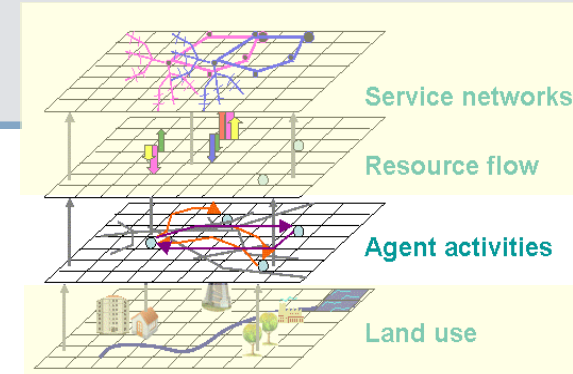 Service networks
Resource flow
Agent activities
Land use